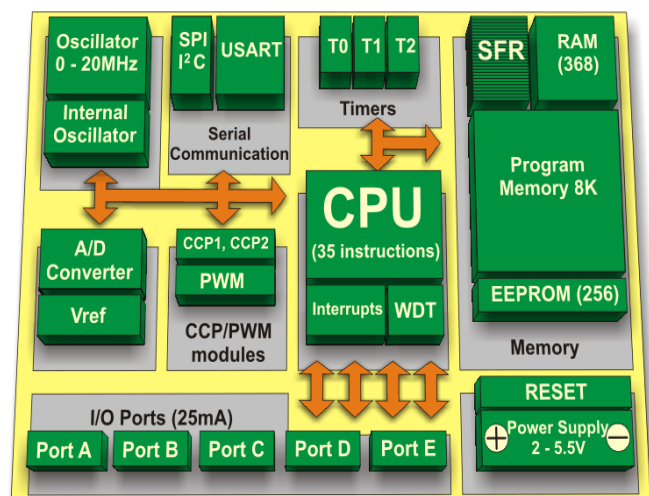 Oscillator
0 - 20MHz
Internal
Oscillator
SPI
I²C
USART
Serial
Communication
T0
T1
T2
Timers
SFR
RAM
(368)
Program
Memory 8K
EEPROM (256)
Memory
CPU
(35 instructions)
Interrupts
WDT
A/D
Converter
Vref
CCP1, CCP2
PWM
CCP/PWM
modules
I/O Ports (25mA)
Port A
Port B
Port C
Port D
Port E
RESET
+
Power Supply
2 - 5.5V
−